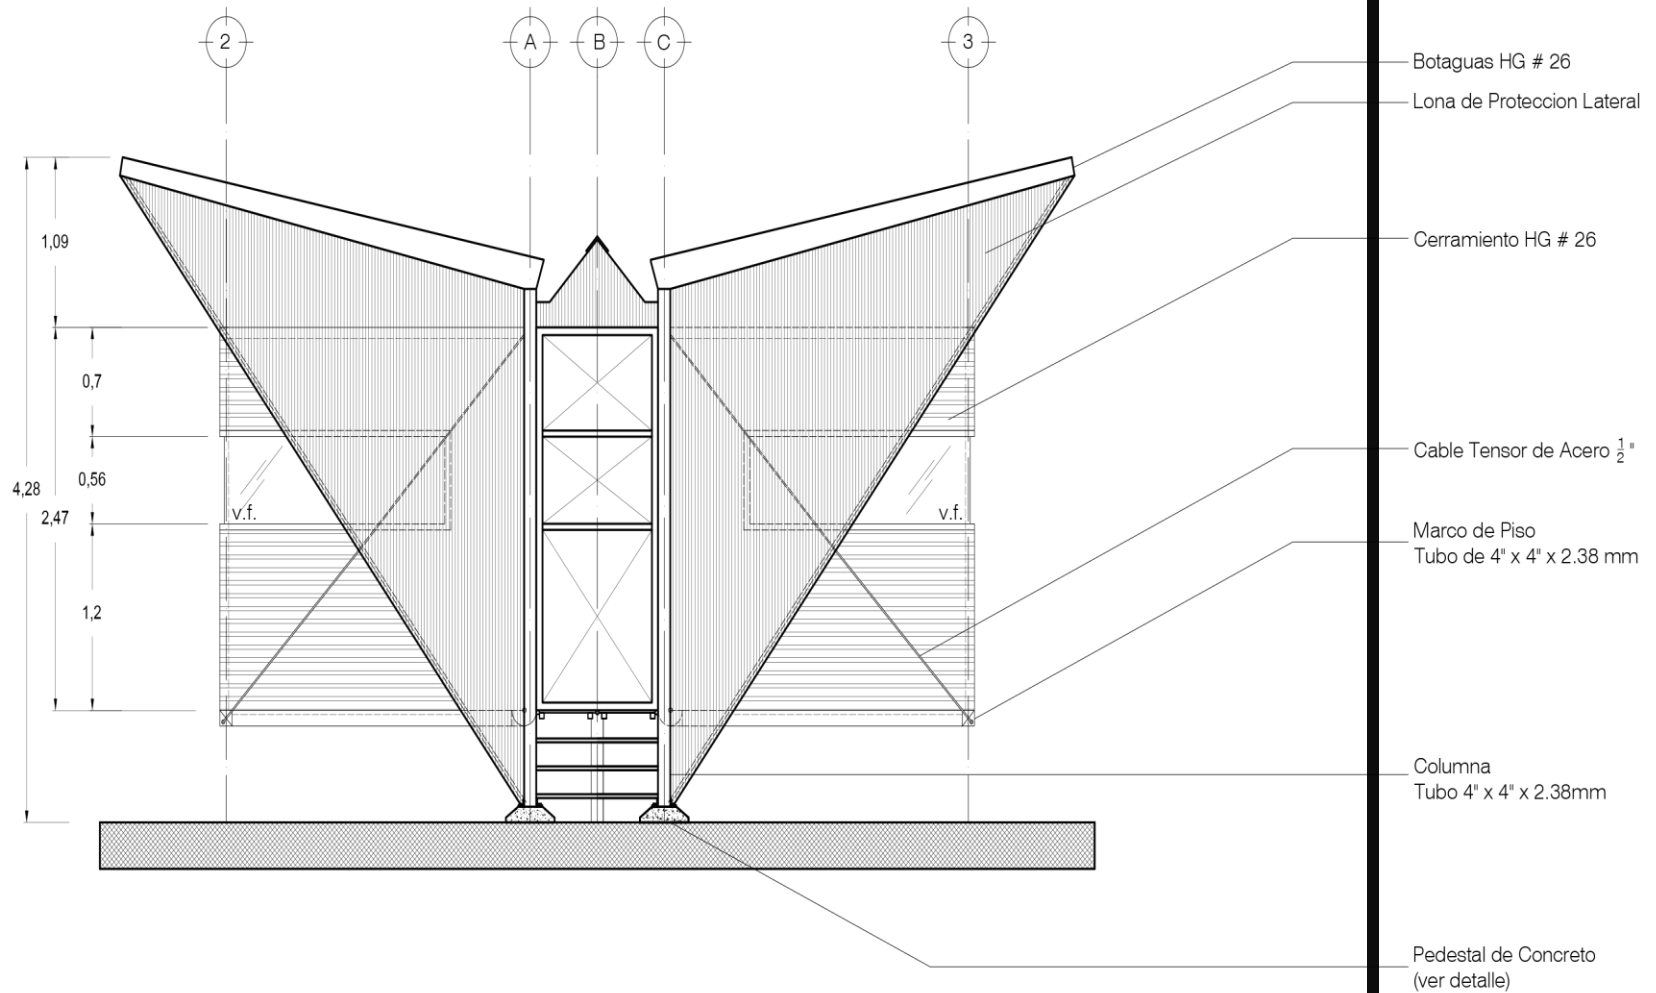 2
A
B
C
3
Botaguas HG # 26
Lona de Proteccion Lateral
1,09
Cerramiento HG # 26
0,7
Cable Tensor de Acero ½"
0,56
4,28
2,47
v.f.
v.f.
Marco de Piso
Tubo de 4" x 4" x 2.38 mm
1,2
Columna
Tubo 4" x 4" x 2.38mm
Pedestal de Concreto
(ver detalle)